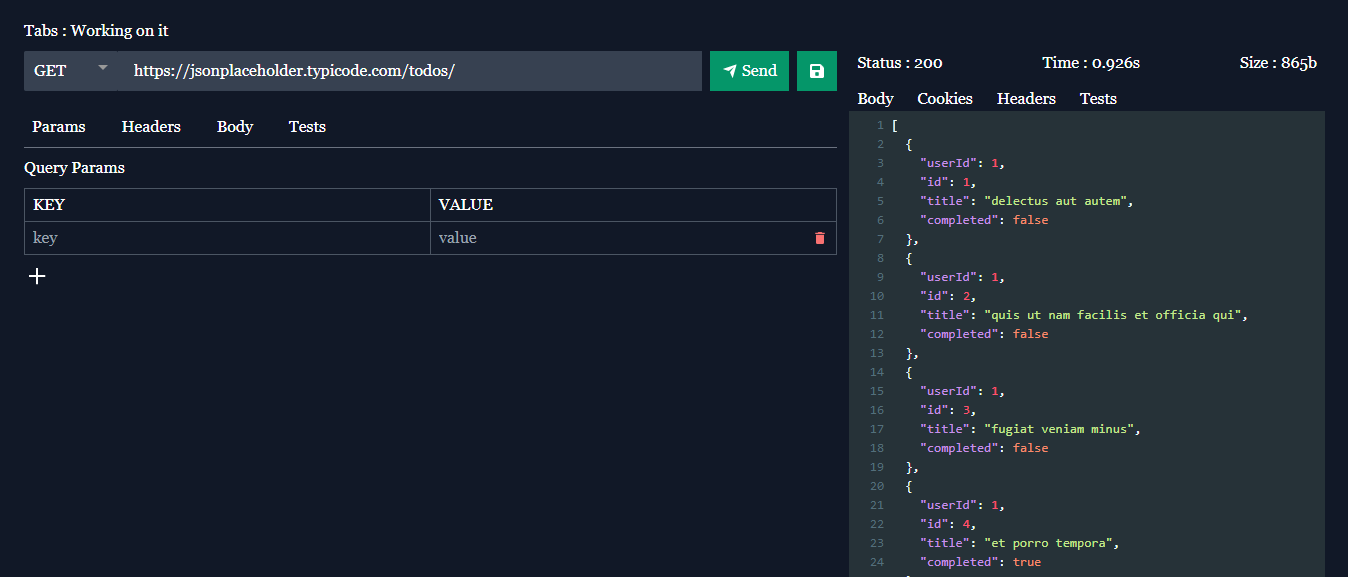 Tabs : Working on it
GET https://jsonplaceholder.typicode.com/todos/ Send
Params Headers Body Tests
Query Params
KEY VALUE
key value
Status : 200 Time : 0.926s Size : 865b
Body Cookies Headers Tests
1 [
2 {
3 "userId": 1,
4 "id": 1,
5 "title": "delectus aut autem",
6 "completed": false
7 },
8 {
9 "userId": 1,
10 "id": 2,
11 "title": "quis ut nam facilis et officia qui",
12 "completed": false
13 },
14 {
15 "userId": 1,
16 "id": 3,
17 "title": "fugiat veniam minus",
18 "completed": false
19 },
20 {
21 "userId": 1,
22 "id": 4,
23 "title": "et porro tempora",
24 "completed": true